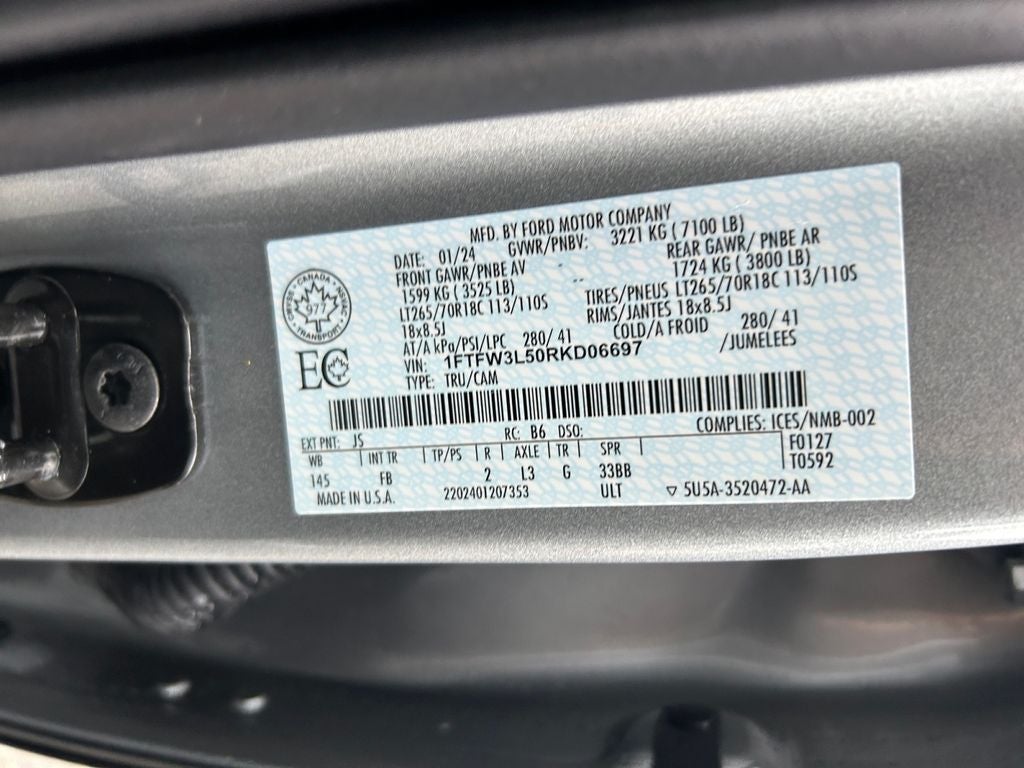 MFD. BY FORD MOTOR COMPANY
DATE: 01/24 GVWR/PNBV: 3221 KG ( 7100 LB)
FRONT GAWR/PNBE AV REAR GAWR/ PNBE AR
1599 KG ( 3525 LB) 1724 KG ( 3800 LB)
LT265/70R18C 113/110S TIRES/PNEUS LT265/70R18C 113/110S
18x8.5J RIMS/JANTES 18x8.5J
AT/A kPa/PSI/LPC 280/ 41 COLD/A FROID 280/ 41
VIN: 1FTFW3L50RKD06697 /JUMELEES
TYPE: TRU/CAM
CANADA
TRANSPORT
977
EC
COMPLIES: ICES/NMB-002
EXT PNT: JS RC: B6 DSO: F0127
WB INT TR TP/PS R AXLE TR SPR T0592
145 FB 2 L3 G 33BB
MADE IN U.S.A. 2202401207353 ULT ▽ 5U5A-3520472-AA